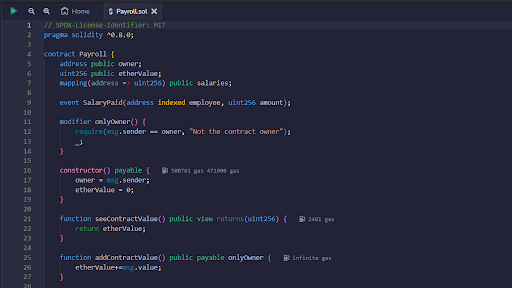 Home
Payroll.sol
1 // SPDX-License-Identifier: MIT
2 pragma solidity ^0.8.0;
3
4 contract Payroll {
5 address public owner;
6 uint256 public etherValue;
7 mapping(address => uint256) public salaries;
8
9 event SalaryPaid(address indexed employee, uint256 amount);
10
11 modifier onlyOwner() {
12 require(msg.sender == owner, "Not the contract owner");
13 _;
14 }
15
16 constructor() payable { 500761 gas 471000 gas
17 owner = msg.sender;
18 etherValue = 0;
19 }
20
21 function seeContractValue() public view returns(uint256) { 2481 gas
22 return etherValue;
23 }
24
25 function addContractValue() public payable onlyOwner { infinite gas
26 etherValue+=msg.value;
27 }
28